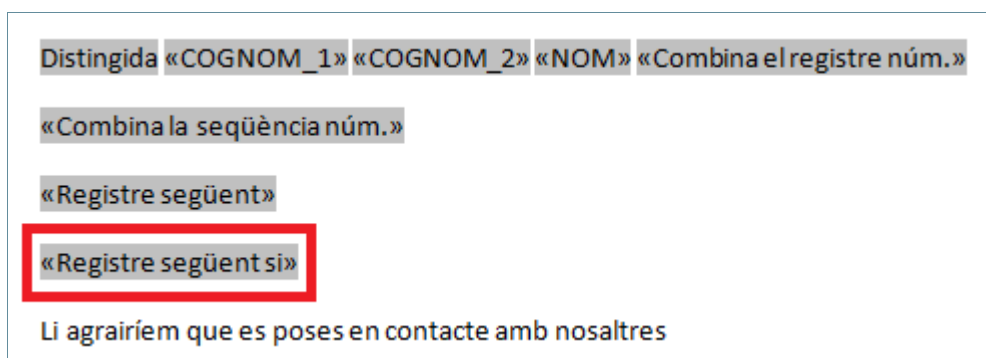 Distingida «COGNOM_1» «COGNOM_2» «NOM» «Combina el registre núm.»
«Combina la seqüència núm.»
«Registre següent»
«Registre següent si»
Li agrairíem que es poses en contacte amb nosaltres